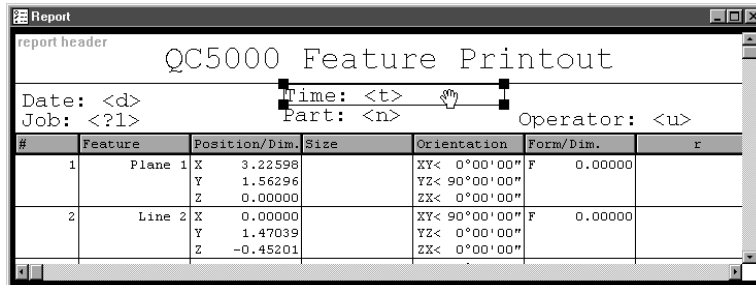 Report
report header
QC5000 Feature Printout
Date: <d> Time: <t>
Job: <?1> Part: <n> Operator: <u>
# Feature Position/Dim. Size Orientation Form/Dim. r
1 Plane 1 X 3.22598 XY< 0°00'00" F 0.00000
Y 1.56296 YZ< 90°00'00"
Z 0.00000 ZX< 0°00'00"
2 Line 2 X 0.00000 XY< 90°00'00" F 0.00000
Y 1.47039 YZ< 0°00'00"
Z -0.45201 ZX< 0°00'00"